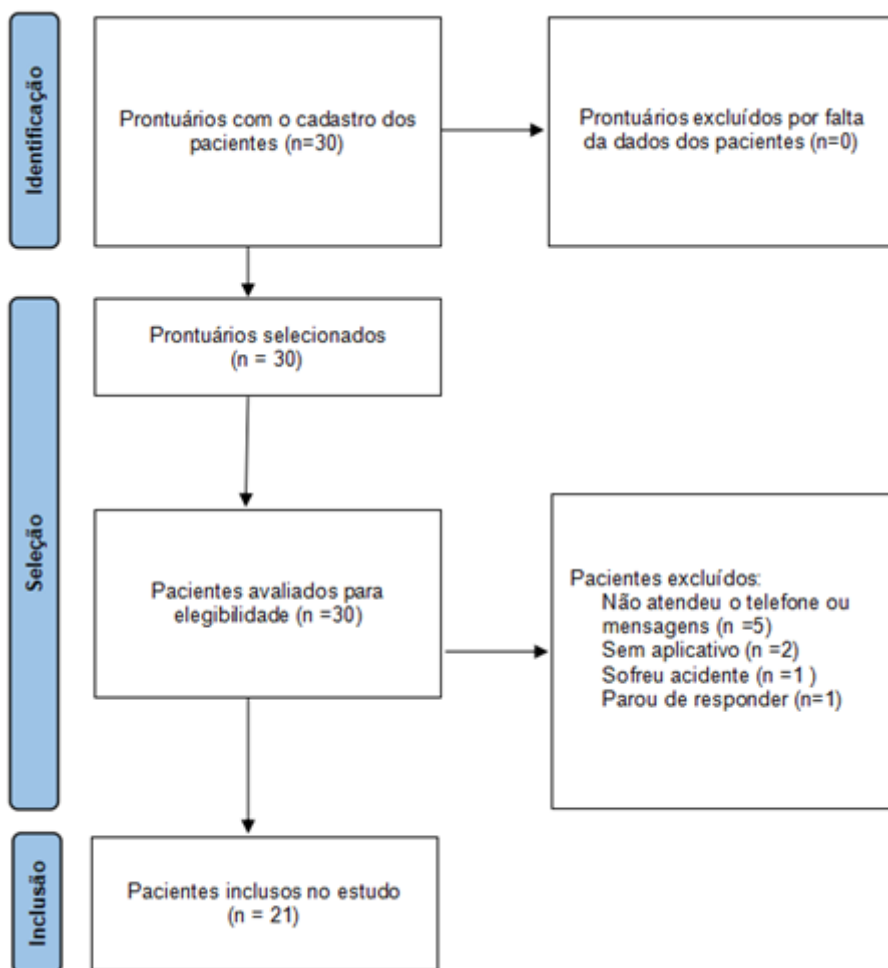 Identificação
Prontuários com o cadastro dos
pacientes (n=30)
Prontuários excluídos por falta
da dados dos pacientes (n=0)
Seleção
Prontuários selecionados
(n = 30)
Pacientes avaliados para
elegibilidade (n =30)
Pacientes excluídos:
Não atendeu o telefone ou
mensagens (n =5)
Sem aplicativo (n =2)
Sofreu acidente (n =1 )
Parou de responder (n=1)
Inclusão
Pacientes inclusos no estudo
(n = 21)